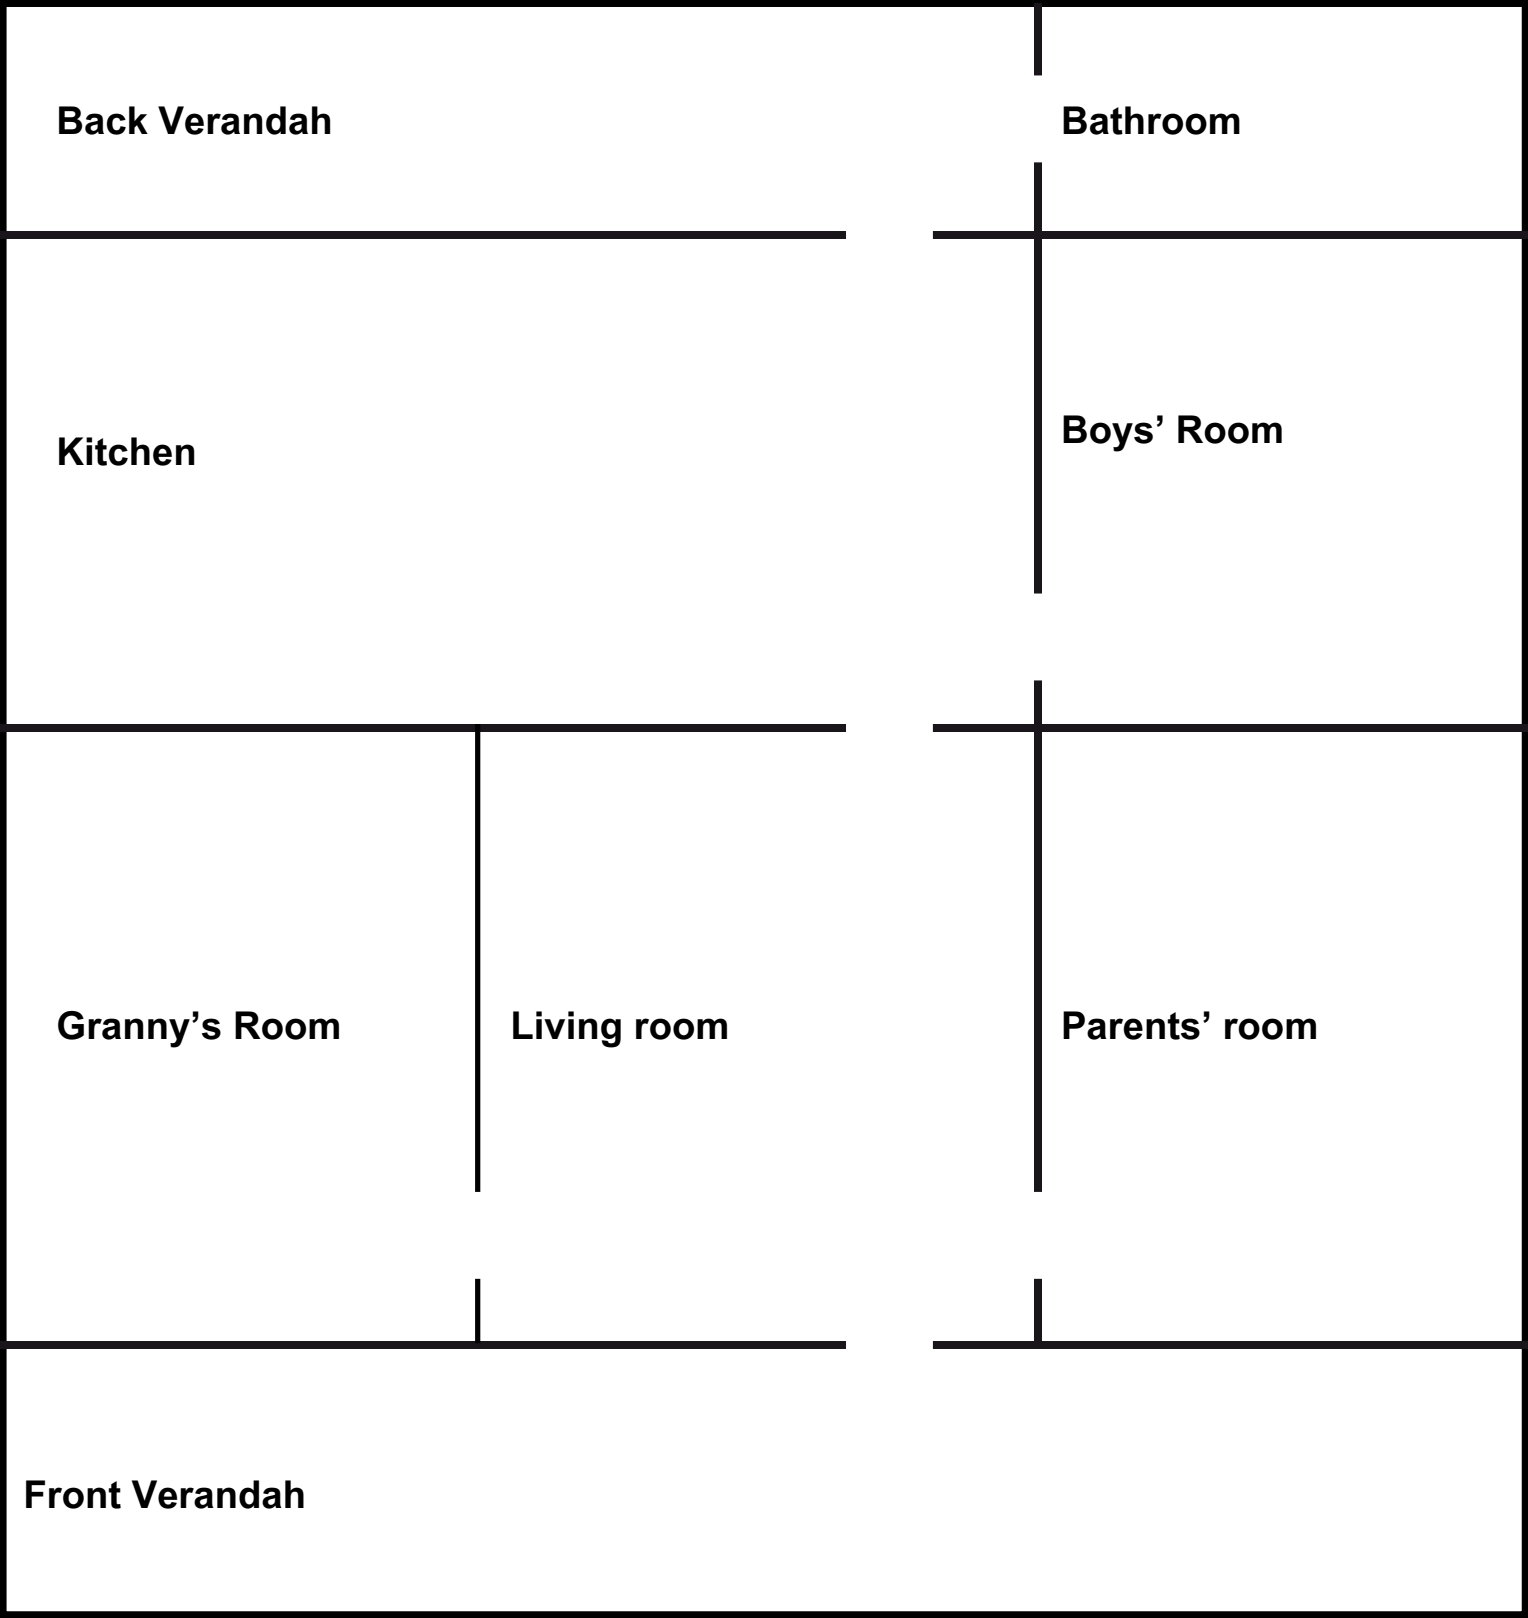 Back Verandah
Bathroom
Kitchen
Boys’ Room
Granny’s Room
Living room
Parents’ room
Front Verandah